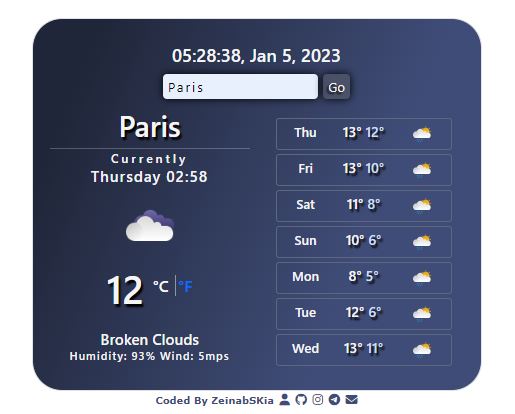 05:28:38, Jan 5, 2023
Paris
Go
Paris
Currently
Thursday 02:58
12 °C °F
Broken Clouds
Humidity: 93% Wind: 5mps
Thu 13° 12°
Fri 13° 10°
Sat 11° 8°
Sun 10° 6°
Mon 8° 5°
Tue 12° 6°
Wed 13° 11°
Coded By ZeinabSKia